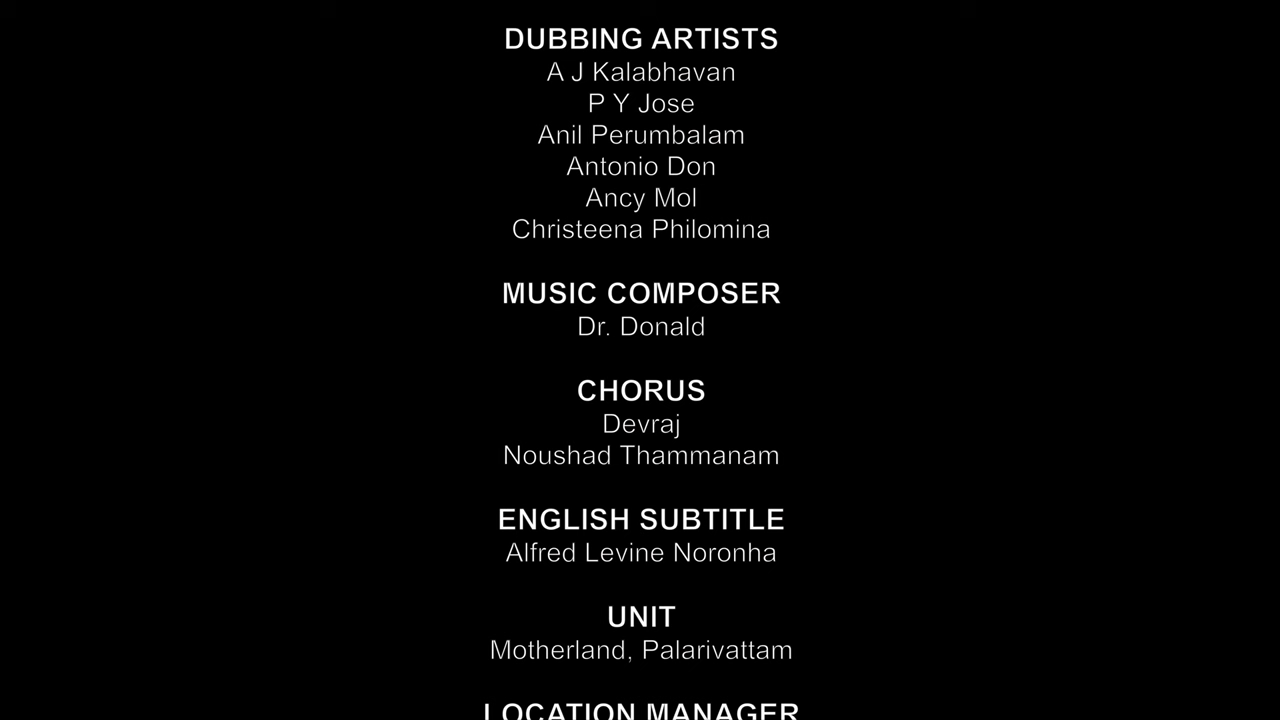 DUBBING ARTISTS
A J Kalabhavan
P Y Jose
Anil Perumbalam
Antonio Don
Ancy Mol
Christeena Philomina
MUSIC COMPOSER
Dr. Donald
CHORUS
Devraj
Noushad Thammanam
ENGLISH SUBTITLE
Alfred Levine Noronha
UNIT
Motherland, Palarivattam
LOCATION MANAGER